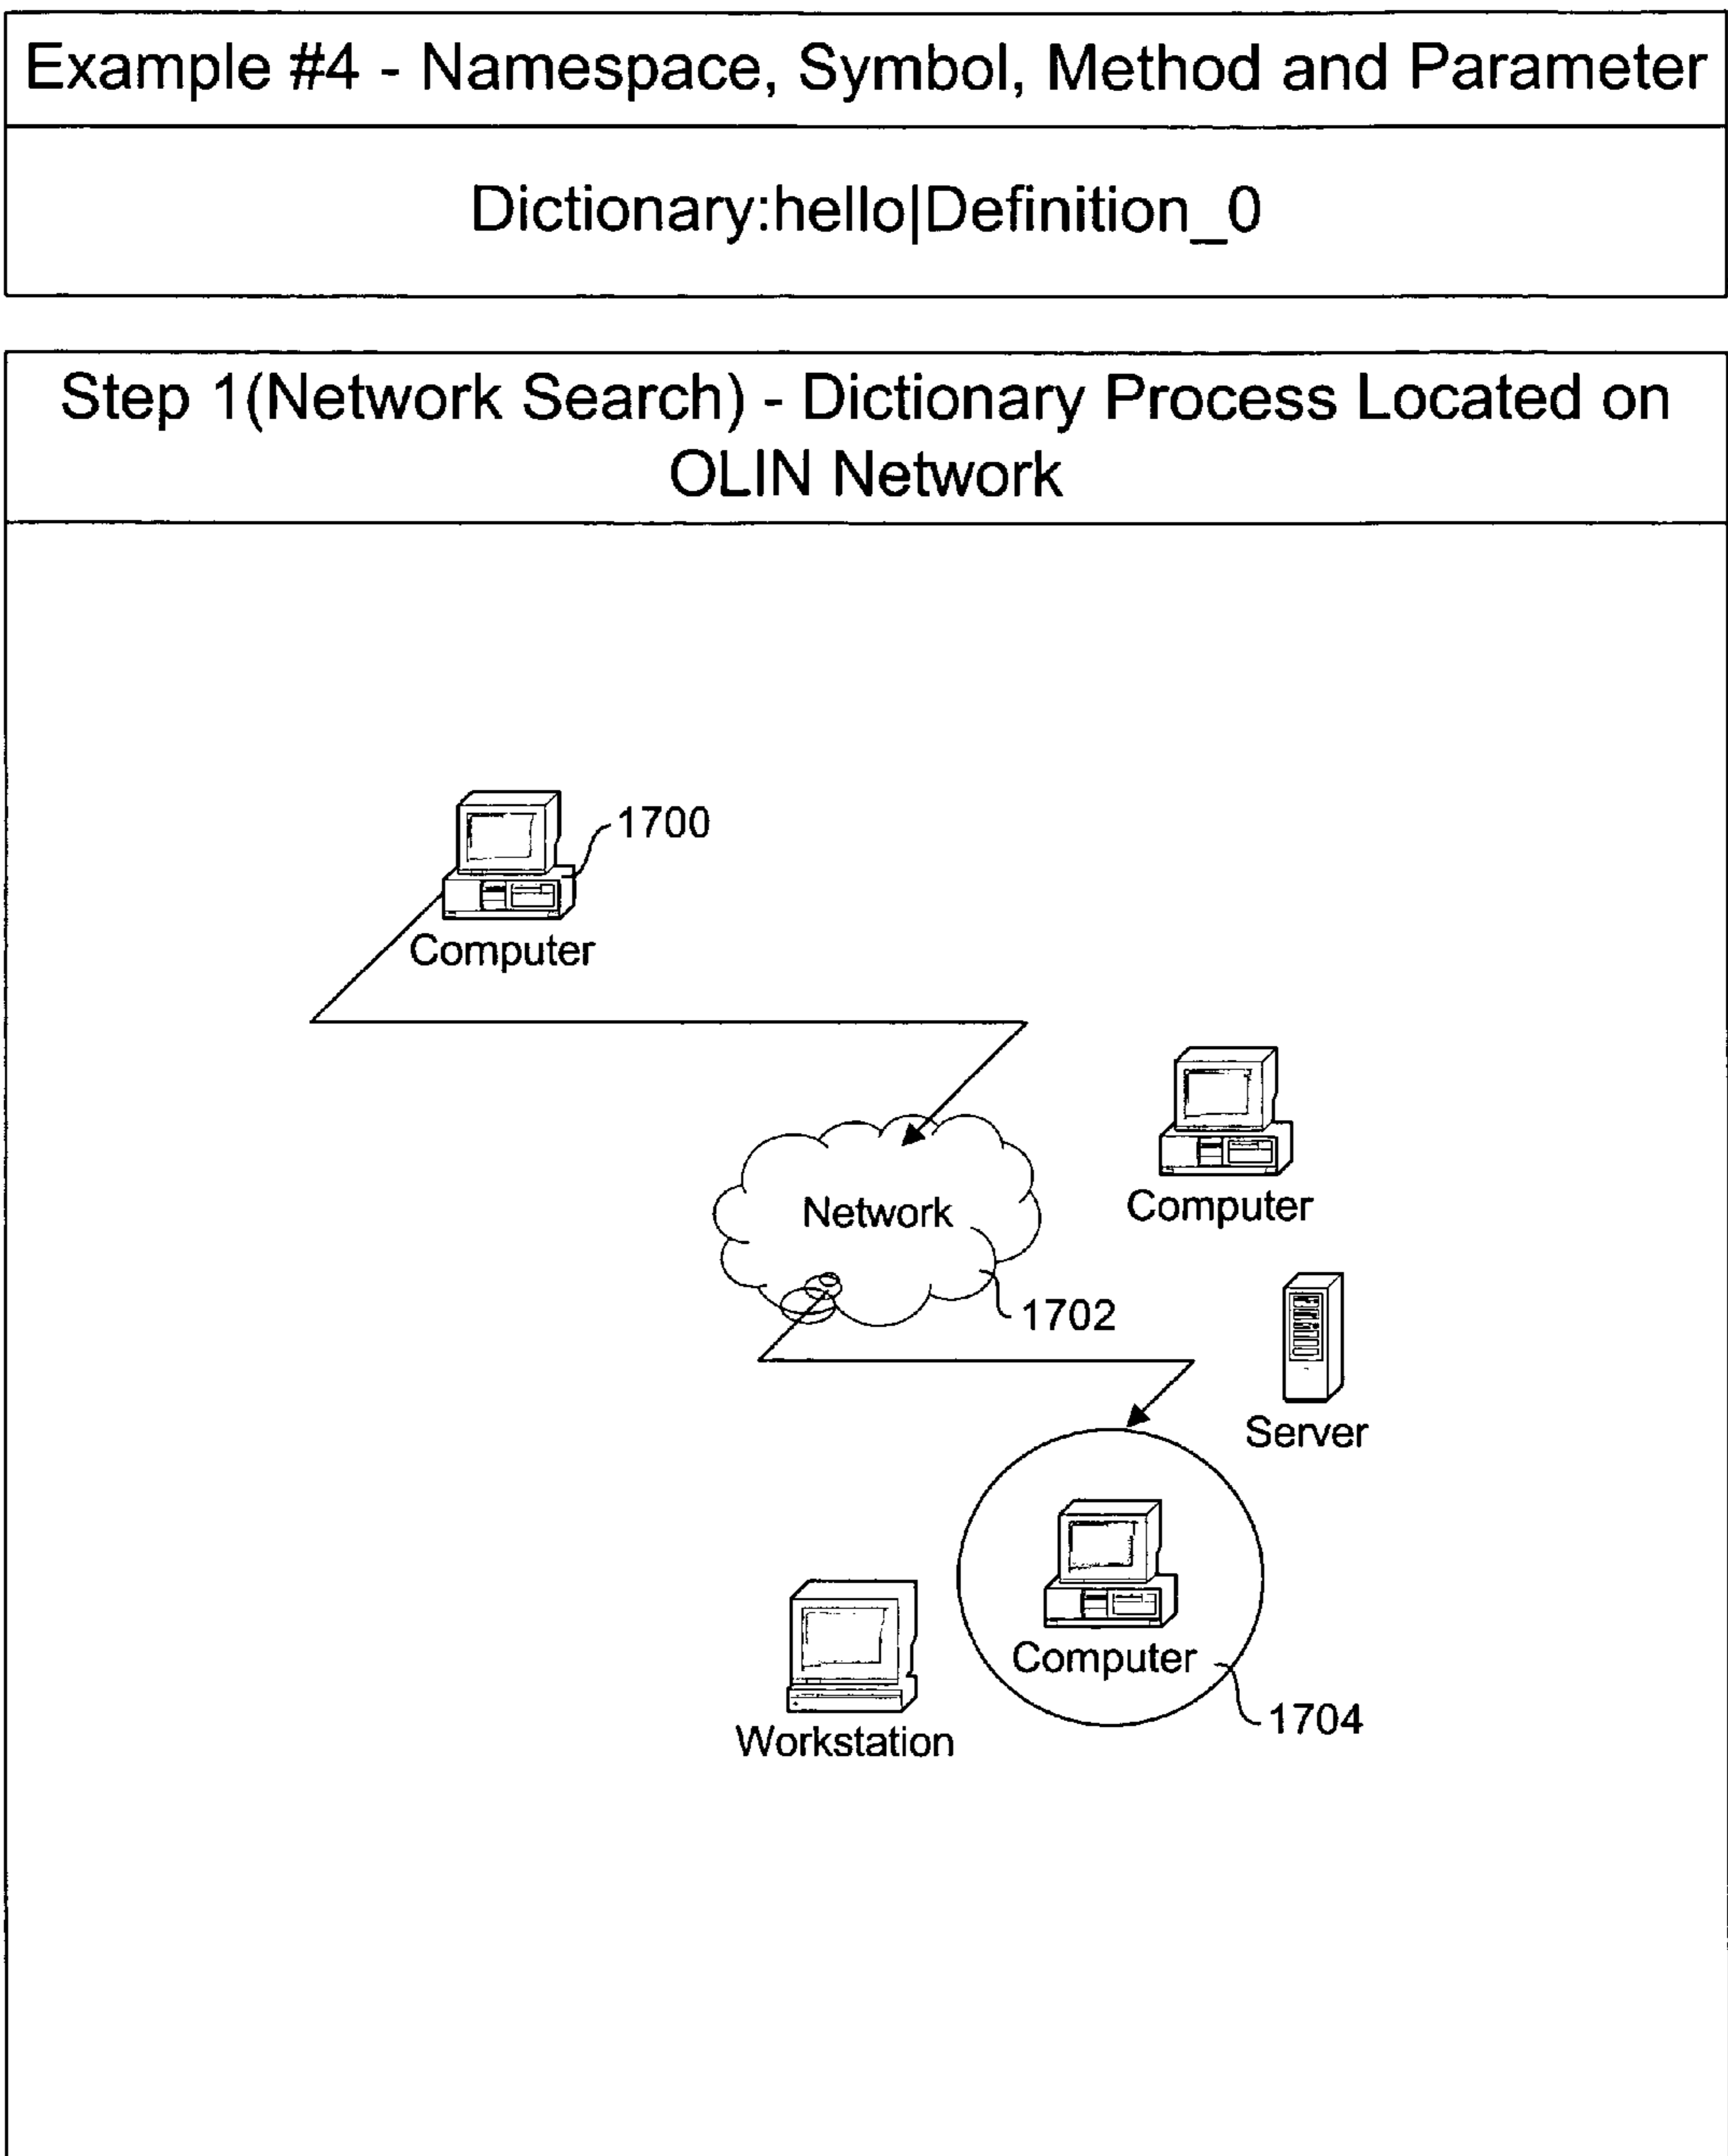 Example #4 - Namespace, Symbol, Method and Parameter
Dictionary:hello|Definition_0
Step 1(Network Search) - Dictionary Process Located on
OLIN Network
1700
Computer
Computer
Network
1702
Server
Computer
1704
Workstation